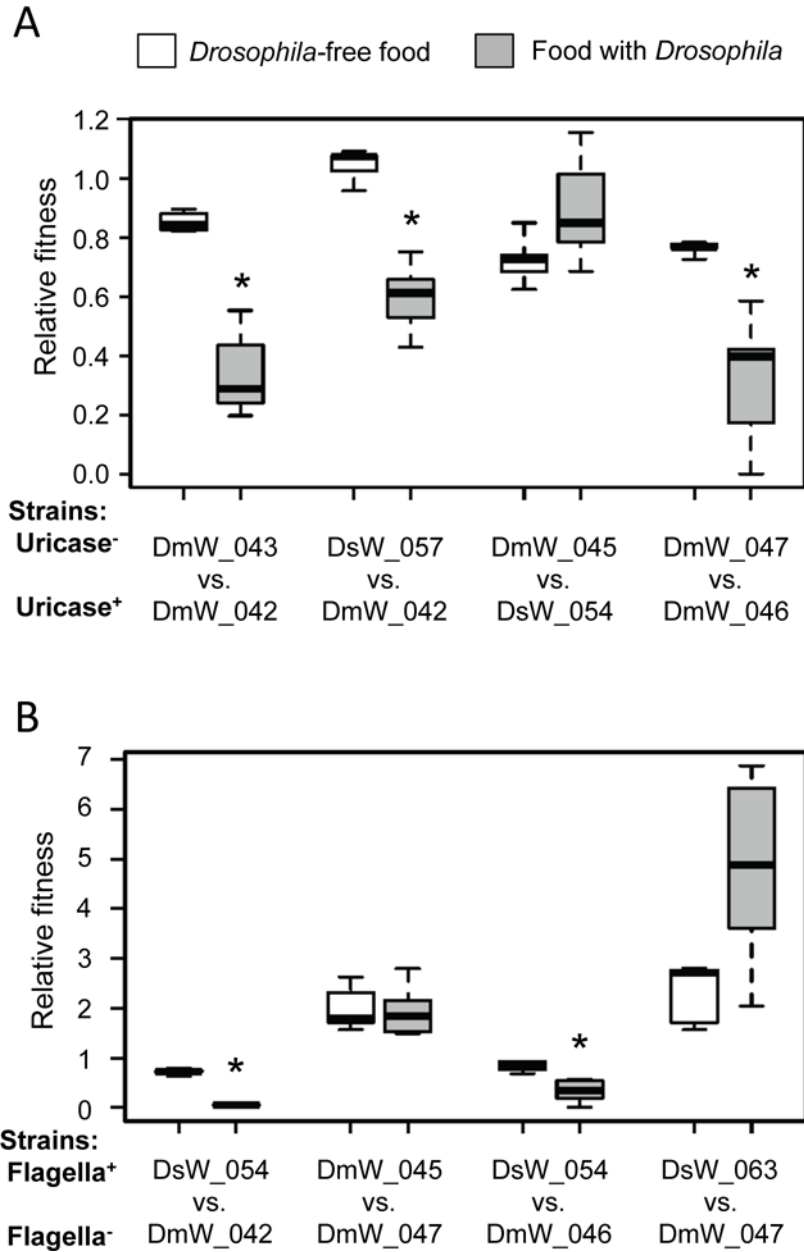 A
Drosophila-free food
Food with Drosophila
Relative fitness
1.2
1.0
0.8
0.6
0.4
0.2
0.0
*
*
*
Strains:
Uricase-
DmW_043 DsW_057 DmW_045 DmW_047
vs. vs. vs. vs.
Uricase+
DmW_042 DmW_042 DsW_054 DmW_046
B
Relative fitness
7
6
5
4
3
2
1
0
*
*
Strains:
Flagella+
DsW_054 DmW_045 DsW_054 DsW_063
vs. vs. vs. vs.
Flagella-
DmW_042 DmW_047 DmW_046 DmW_047